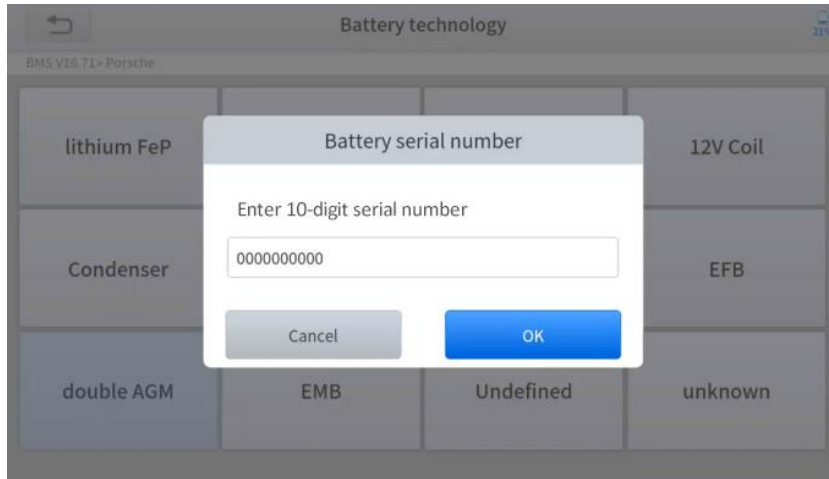 Battery technology
21%
BMS V16.71> Porsche
lithium FeP
12V Coil
Battery serial number
Enter 10-digit serial number
0000000000
Condenser
EFB
Cancel
OK
double AGM
EMB
Undefined
unknown